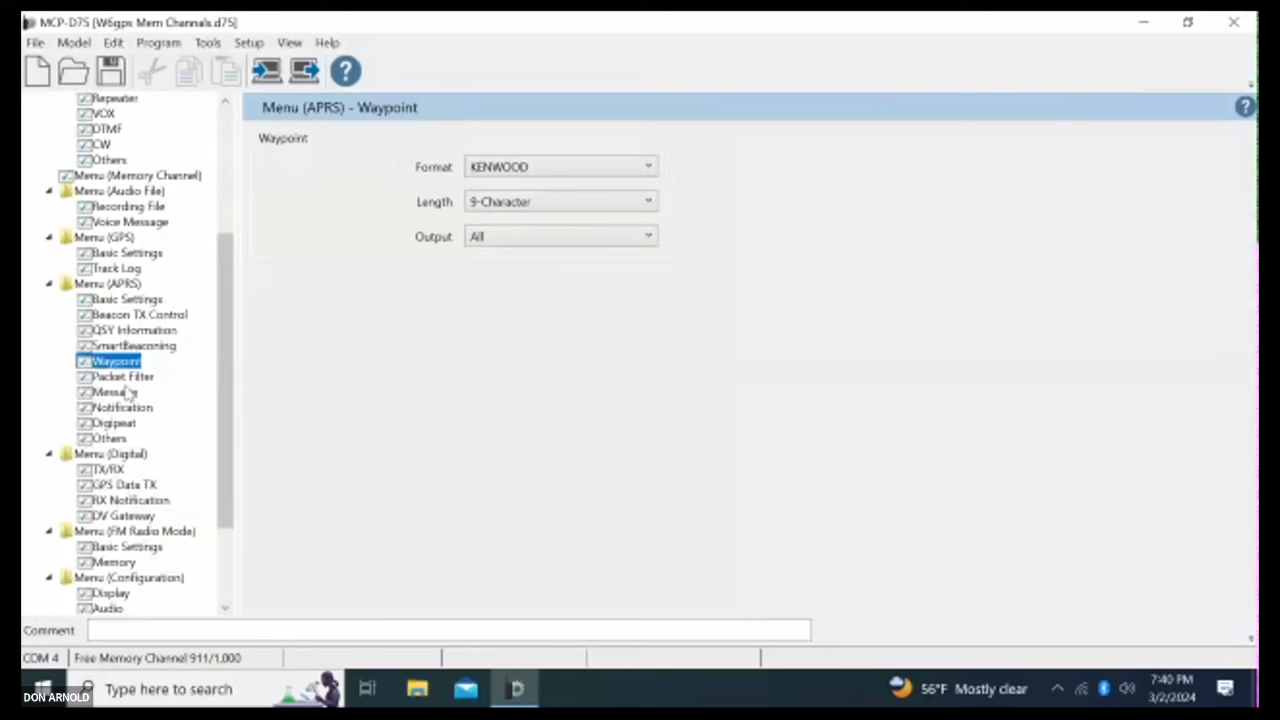 MCP-D75 [W6gps Mem Channels.d75]
File Model Edit Program Tools Setup View Help
Repeater
VOX
DTMF
CW
Others
Menu (Memory Channel)
Menu (Audio File)
Recording File
Voice Message
Menu (GPS)
Basic Settings
Track Log
Menu (APRS)
Basic Settings
Beacon TX Control
QSY Information
SmartBeaconing
Waypoint
Packet Filter
Message
Notification
Digipeat
Others
Menu (Digital)
TX/RX
GPS Data TX
RX Notification
DV Gateway
Menu (FM Radio Mode)
Basic Settings
Memory
Menu (Configuration)
Display
Audio
Menu (APRS) - Waypoint
Waypoint
Format KENWOOD
Length 9-Character
Output All
Comment
COM 4 Free Memory Channel 911/1,000
Type here to search
56°F Mostly clear
7:40 PM
3/2/2024
DON ARNOLD